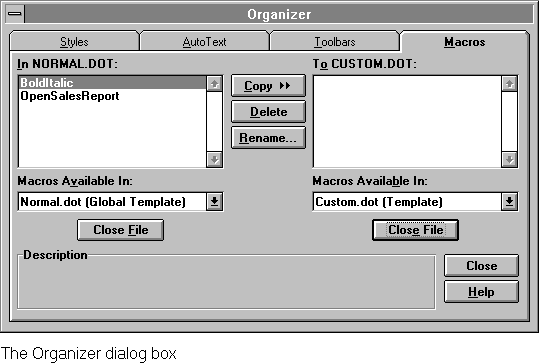 Organizer
Styles AutoText Toolbars Macros
In NORMAL.DOT: To CUSTOM.DOT:
BoldItalic
OpenSalesReport
Copy
Delete
Rename...
Macros Available In: Macros Available In:
Normal.dot (Global Template) Custom.dot (Template)
Close File Close File
Description
Close
Help
The Organizer dialog box